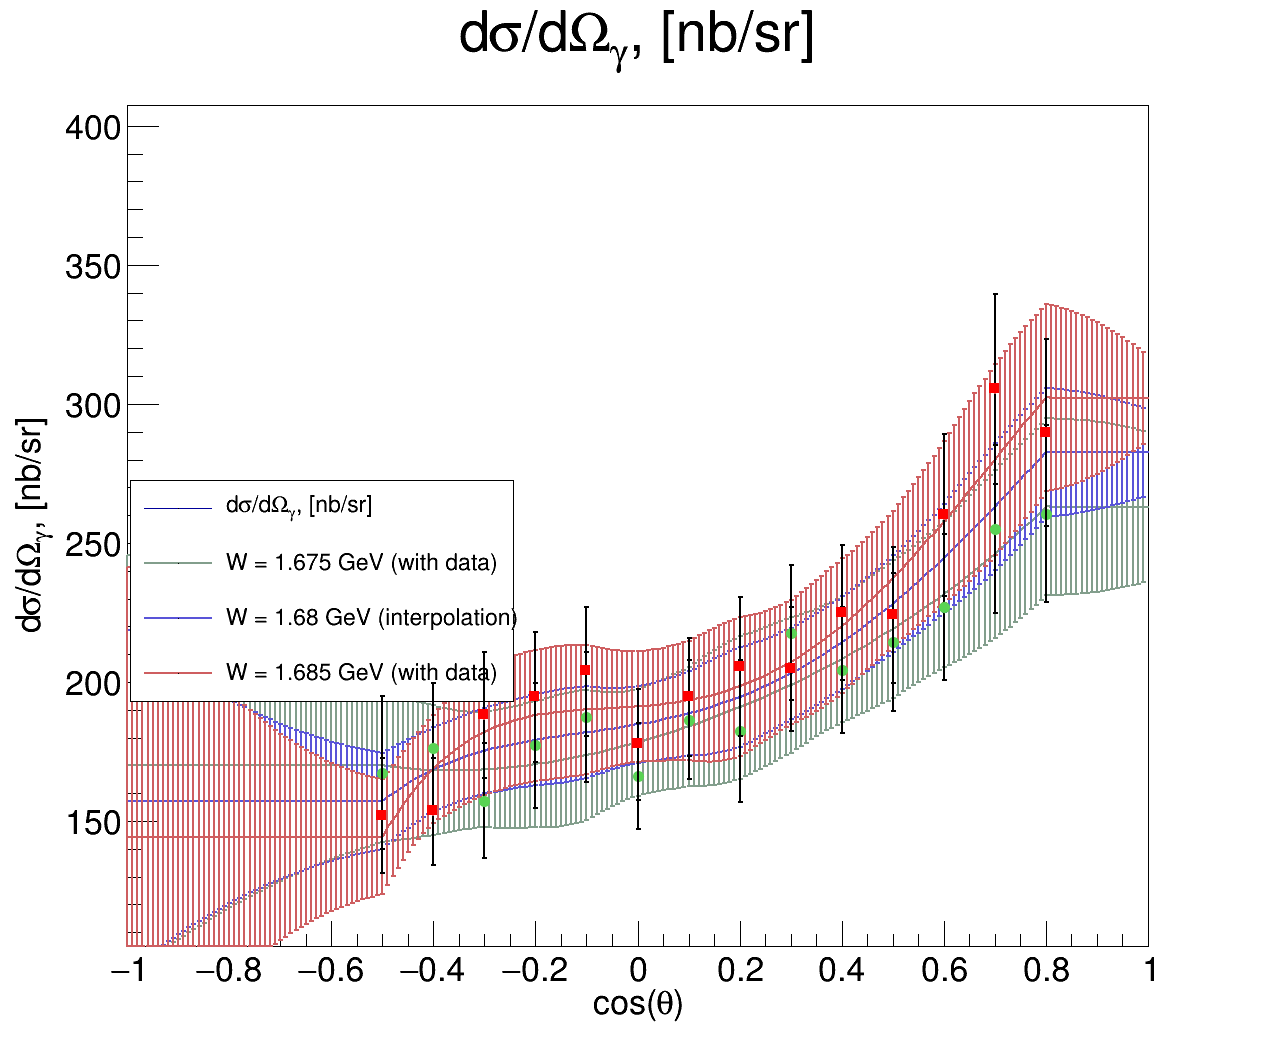 dσ/dΩγ, [nb/sr]
dσ/dΩγ, [nb/sr]
400
350
300
250
200
150
dσ/dΩγ, [nb/sr]
W = 1.675 GeV (with data)
W = 1.68 GeV (interpolation)
W = 1.685 GeV (with data)
−1 −0.8 −0.6 −0.4 −0.2 0 0.2 0.4 0.6 0.8 1
cos(θ)